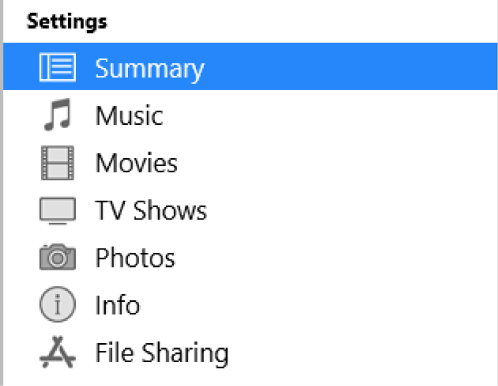 Settings
Summary
Music
Movies
TV Shows
Photos
Info
File Sharing